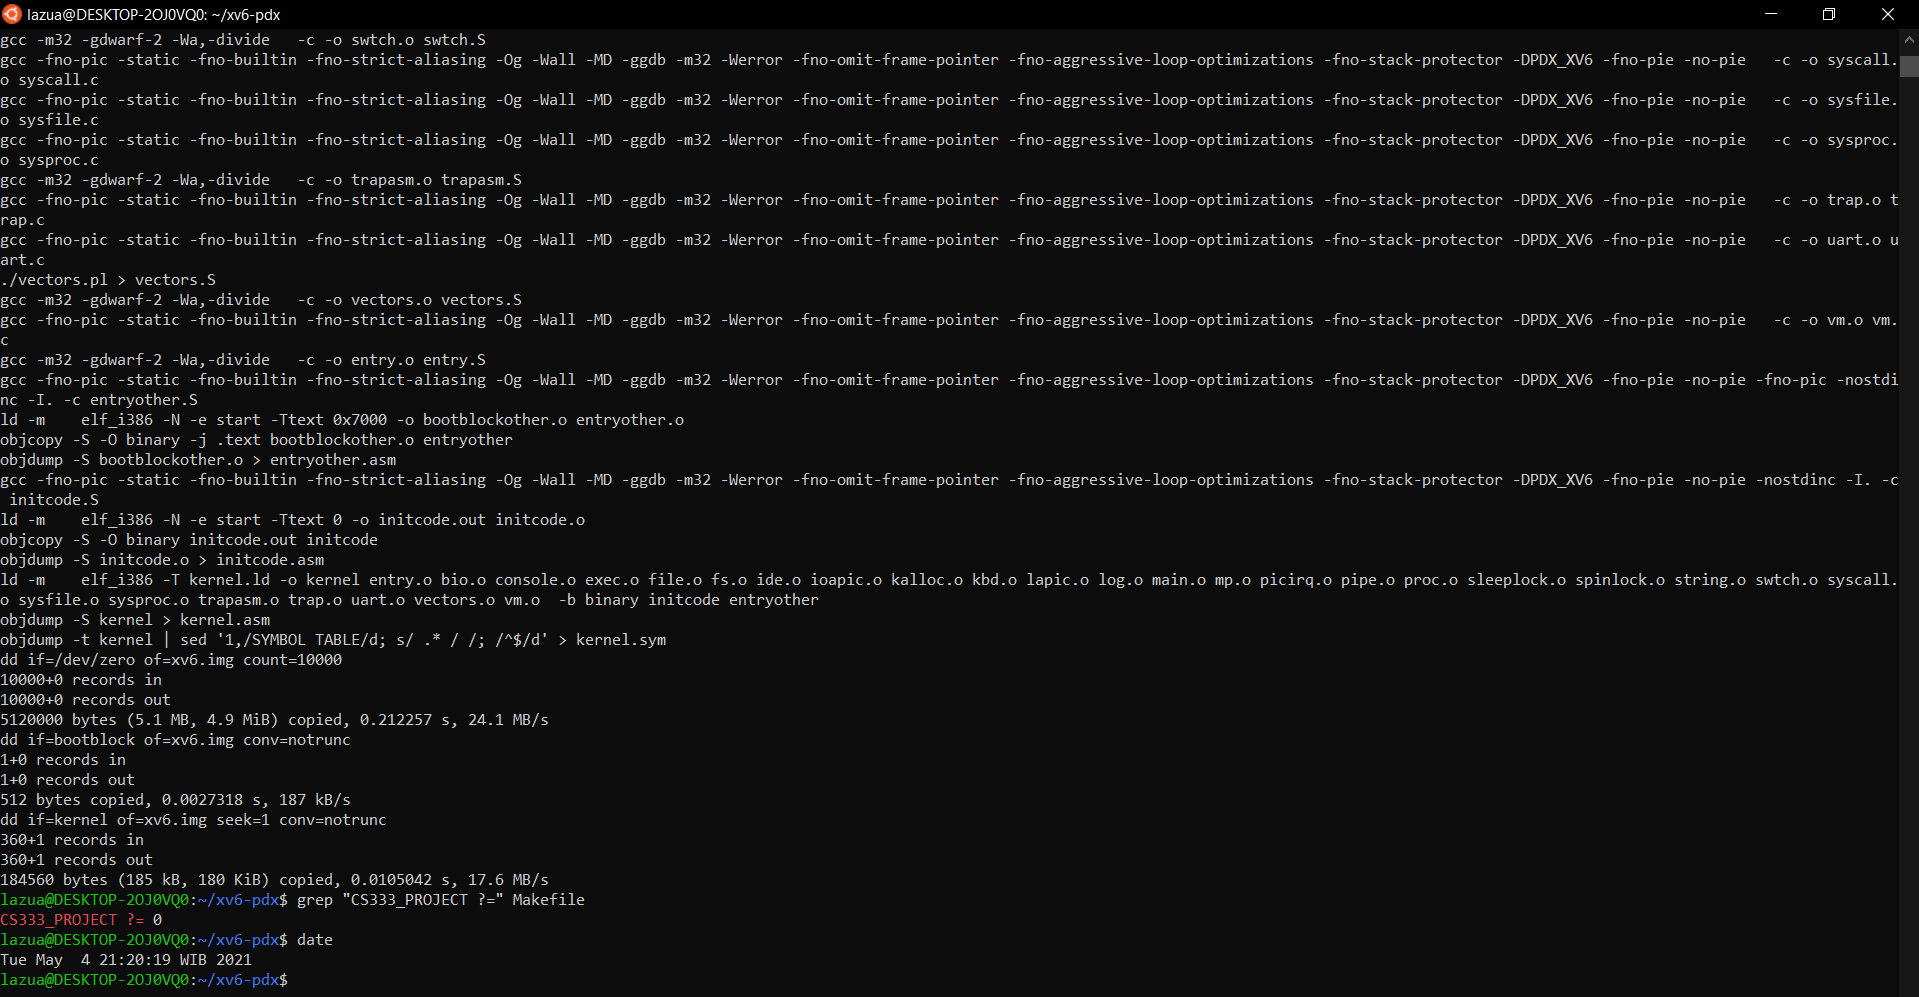 lazua@DESKTOP-2OJ0VQ0: ~/xv6-pdx
gcc -m32 -gdwarf-2 -Wa,-divide   -c -o swtch.o swtch.S
gcc -fno-pic -static -fno-builtin -fno-strict-aliasing -Og -Wall -MD -ggdb -m32 -Werror -fno-omit-frame-pointer -fno-aggressive-loop-optimizations -fno-stack-protector -DPDX_XV6 -fno-pie -no-pie   -c -o syscall.
o syscall.c
gcc -fno-pic -static -fno-builtin -fno-strict-aliasing -Og -Wall -MD -ggdb -m32 -Werror -fno-omit-frame-pointer -fno-aggressive-loop-optimizations -fno-stack-protector -DPDX_XV6 -fno-pie -no-pie   -c -o sysfile.
o sysfile.c
gcc -fno-pic -static -fno-builtin -fno-strict-aliasing -Og -Wall -MD -ggdb -m32 -Werror -fno-omit-frame-pointer -fno-aggressive-loop-optimizations -fno-stack-protector -DPDX_XV6 -fno-pie -no-pie   -c -o sysproc.
o sysproc.c
gcc -m32 -gdwarf-2 -Wa,-divide   -c -o trapasm.o trapasm.S
gcc -fno-pic -static -fno-builtin -fno-strict-aliasing -Og -Wall -MD -ggdb -m32 -Werror -fno-omit-frame-pointer -fno-aggressive-loop-optimizations -fno-stack-protector -DPDX_XV6 -fno-pie -no-pie   -c -o trap.o t
rap.c
gcc -fno-pic -static -fno-builtin -fno-strict-aliasing -Og -Wall -MD -ggdb -m32 -Werror -fno-omit-frame-pointer -fno-aggressive-loop-optimizations -fno-stack-protector -DPDX_XV6 -fno-pie -no-pie   -c -o uart.o u
art.c
./vectors.pl > vectors.S
gcc -m32 -gdwarf-2 -Wa,-divide   -c -o vectors.o vectors.S
gcc -fno-pic -static -fno-builtin -fno-strict-aliasing -Og -Wall -MD -ggdb -m32 -Werror -fno-omit-frame-pointer -fno-aggressive-loop-optimizations -fno-stack-protector -DPDX_XV6 -fno-pie -no-pie   -c -o vm.o vm.
c
gcc -m32 -gdwarf-2 -Wa,-divide   -c -o entry.o entry.S
gcc -fno-pic -static -fno-builtin -fno-strict-aliasing -Og -Wall -MD -ggdb -m32 -Werror -fno-omit-frame-pointer -fno-aggressive-loop-optimizations -fno-stack-protector -DPDX_XV6 -fno-pie -no-pie -fno-pic -nostdi
nc -I. -c entryother.S
ld -m    elf_i386 -N -e start -Ttext 0x7000 -o bootblockother.o entryother.o
objcopy -S -O binary -j .text bootblockother.o entryother
objdump -S bootblockother.o > entryother.asm
gcc -fno-pic -static -fno-builtin -fno-strict-aliasing -Og -Wall -MD -ggdb -m32 -Werror -fno-omit-frame-pointer -fno-aggressive-loop-optimizations -fno-stack-protector -DPDX_XV6 -fno-pie -no-pie -nostdinc -I. -c
 initcode.S
ld -m    elf_i386 -N -e start -Ttext 0 -o initcode.out initcode.o
objcopy -S -O binary initcode.out initcode
objdump -S initcode.o > initcode.asm
ld -m    elf_i386 -T kernel.ld -o kernel entry.o bio.o console.o exec.o file.o fs.o ide.o ioapic.o kalloc.o kbd.o lapic.o log.o main.o mp.o picirq.o pipe.o proc.o sleeplock.o spinlock.o string.o swtch.o syscall.
o sysfile.o sysproc.o trapasm.o trap.o uart.o vectors.o vm.o  -b binary initcode entryother
objdump -S kernel > kernel.asm
objdump -t kernel | sed '1,/SYMBOL TABLE/d; s/ .* / /; /^$/d' > kernel.sym
dd if=/dev/zero of=xv6.img count=10000
10000+0 records in
10000+0 records out
5120000 bytes (5.1 MB, 4.9 MiB) copied, 0.212257 s, 24.1 MB/s
dd if=bootblock of=xv6.img conv=notrunc
1+0 records in
1+0 records out
512 bytes copied, 0.0027318 s, 187 kB/s
dd if=kernel of=xv6.img seek=1 conv=notrunc
360+1 records in
360+1 records out
184560 bytes (185 kB, 180 KiB) copied, 0.0105042 s, 17.6 MB/s
lazua@DESKTOP-2OJ0VQ0:~/xv6-pdx$ grep "CS333_PROJECT ?=" Makefile
CS333_PROJECT ?= 0
lazua@DESKTOP-2OJ0VQ0:~/xv6-pdx$ date
Tue May  4 21:20:19 WIB 2021
lazua@DESKTOP-2OJ0VQ0:~/xv6-pdx$